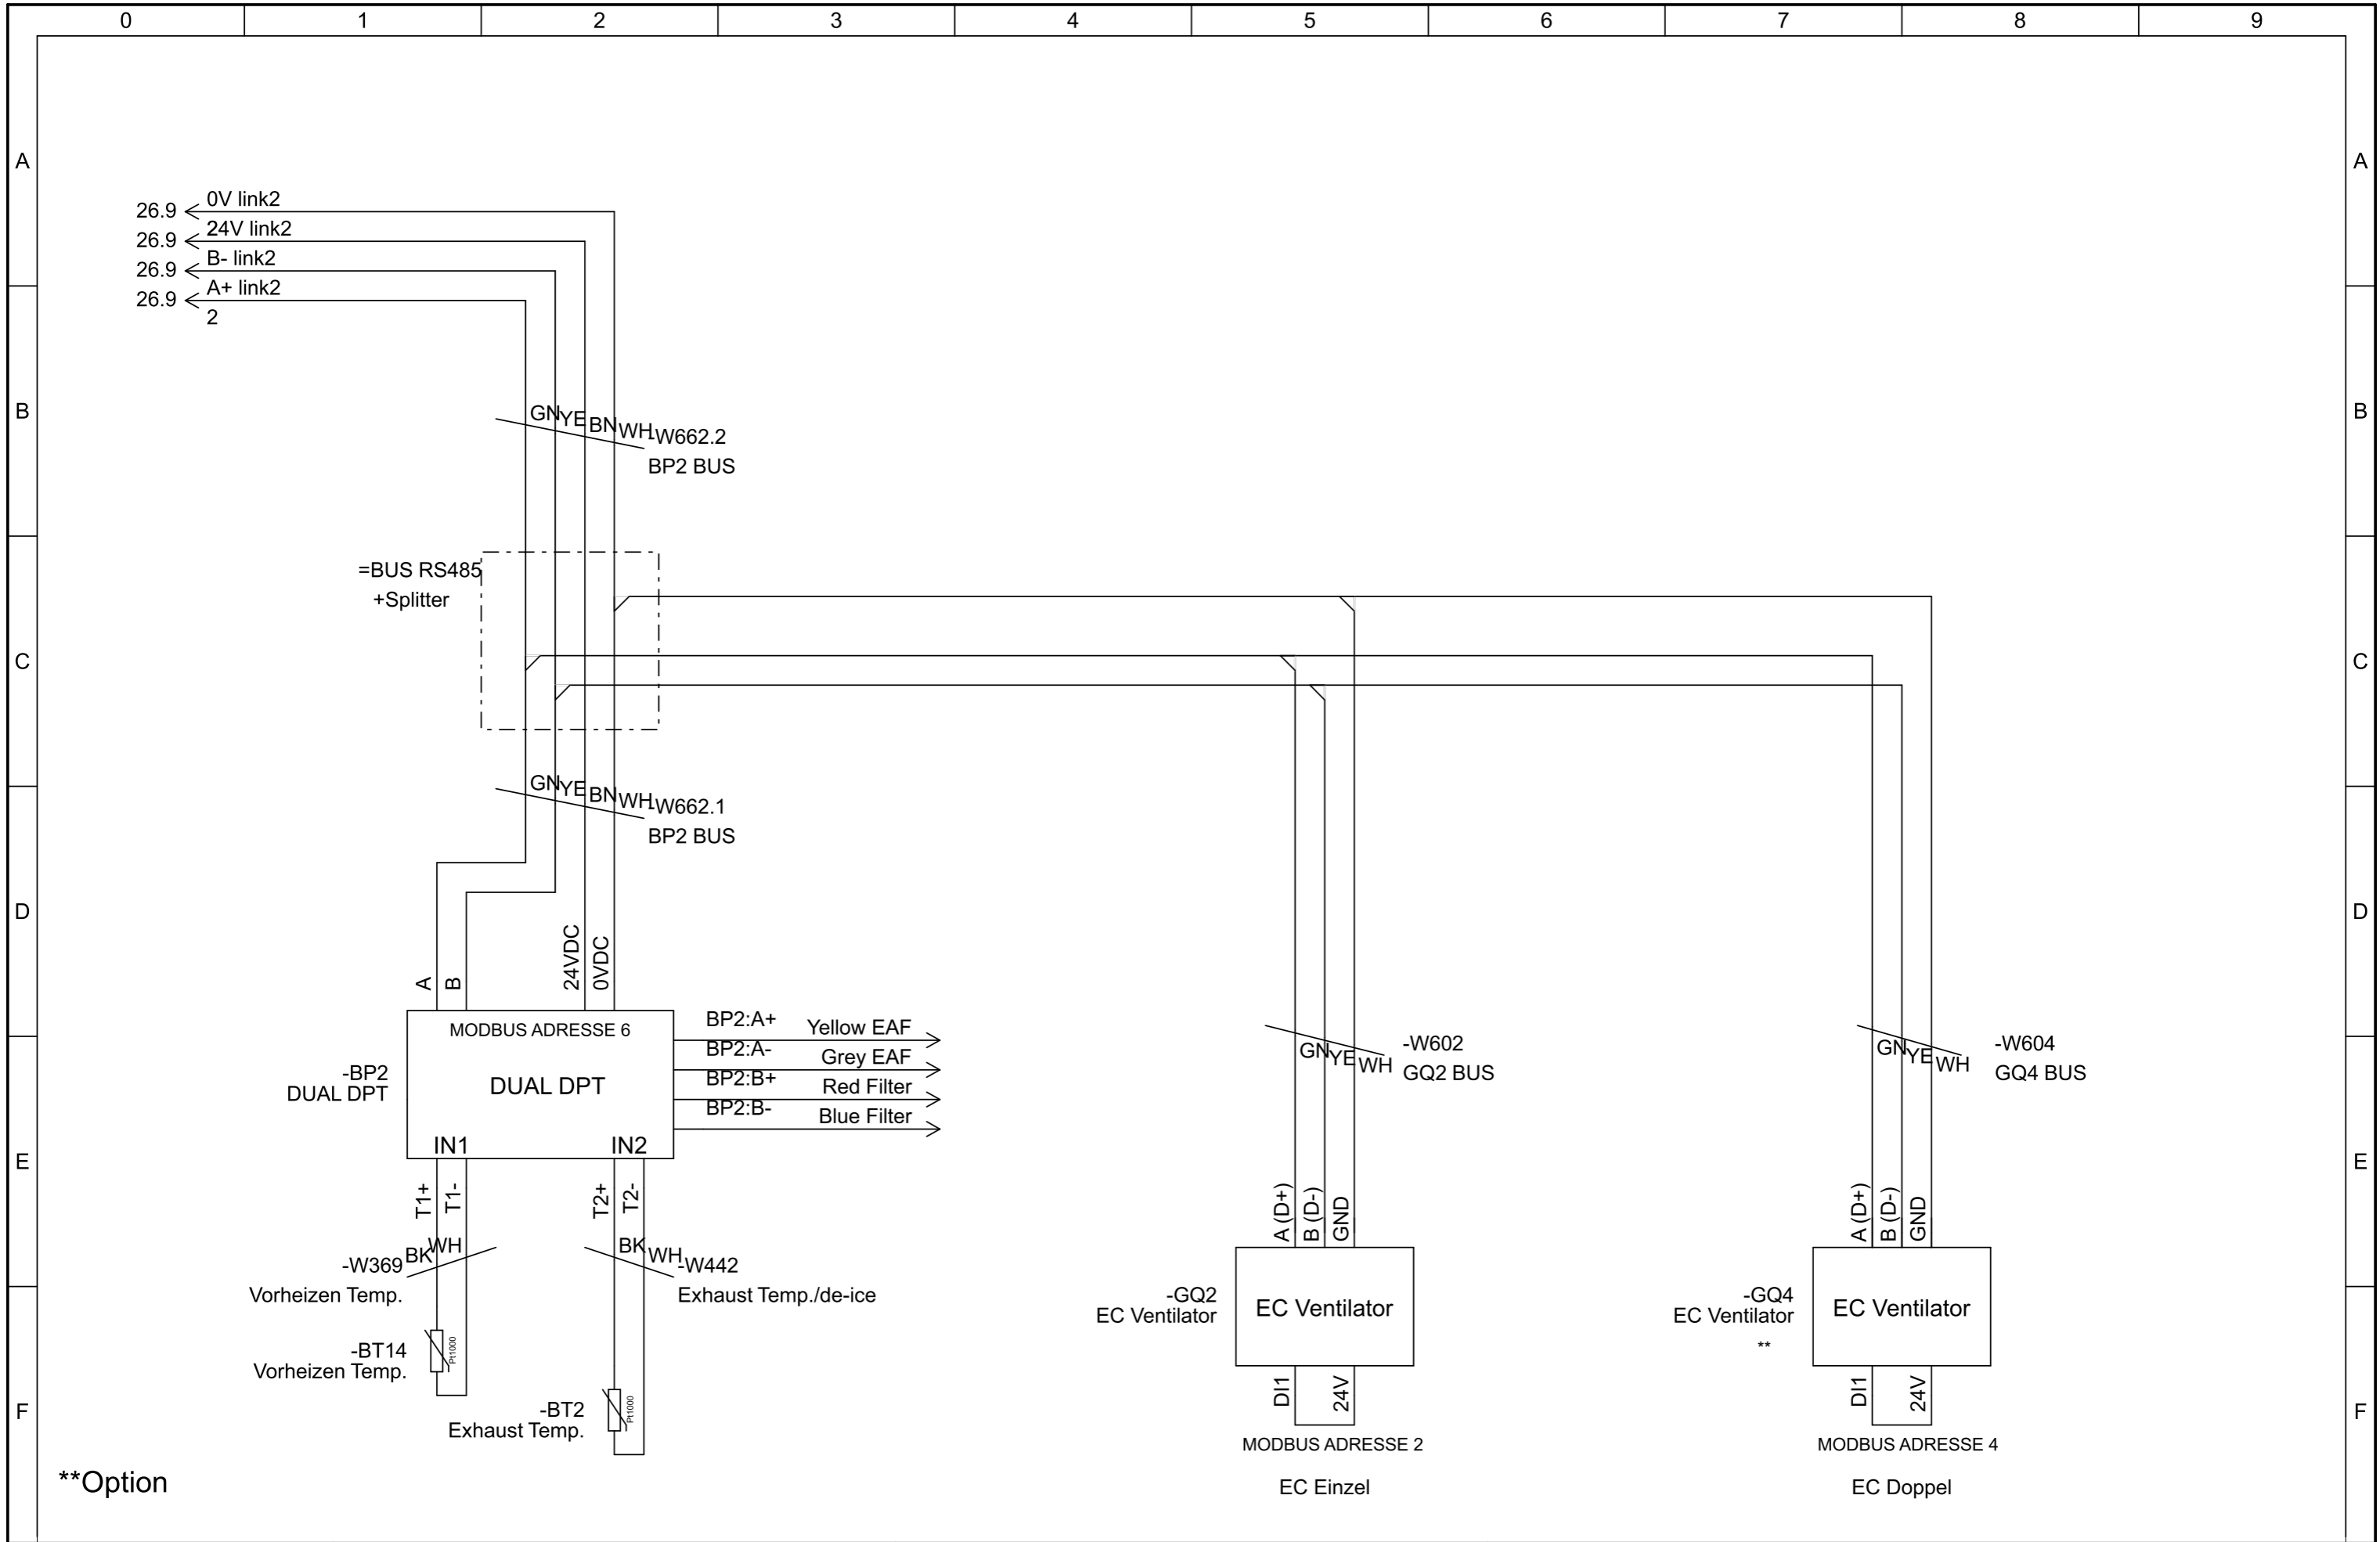 0 1 2 3 4 5 6 7 8 9
A A
26.9 0V link2
26.9 24V link2
26.9 B- link2
26.9 A+ link2
2
B B
GN YE BN WH -W662.2
BP2 BUS
=BUS RS485
+Splitter
C C
GN YE BN WH -W662.1
BP2 BUS
D D
A B 24VDC 0VDC
MODBUS ADRESSE 6
-BP2
DUAL DPT
DUAL DPT
IN1 IN2
BP2:A+ Yellow EAF
BP2:A- Grey EAF
BP2:B+ Red Filter
BP2:B- Blue Filter
GN YE WH -W602
GQ2 BUS
GN YE WH -W604
GQ4 BUS
E E
T1+ T1- T2+ T2-
BK WH
-W369
Vorheizen Temp.
BK WH -W442
Exhaust Temp./de-ice
-BT14
Vorheizen Temp.
Pt1000
-BT2
Exhaust Temp.
Pt1000
A (D+) B (D-) GND
-GQ2
EC Ventilator
EC Ventilator
DI1 24V
MODBUS ADRESSE 2
EC Einzel
A (D+) B (D-) GND
-GQ4
EC Ventilator
**
EC Ventilator
DI1 24V
MODBUS ADRESSE 4
EC Doppel
F F
**Option